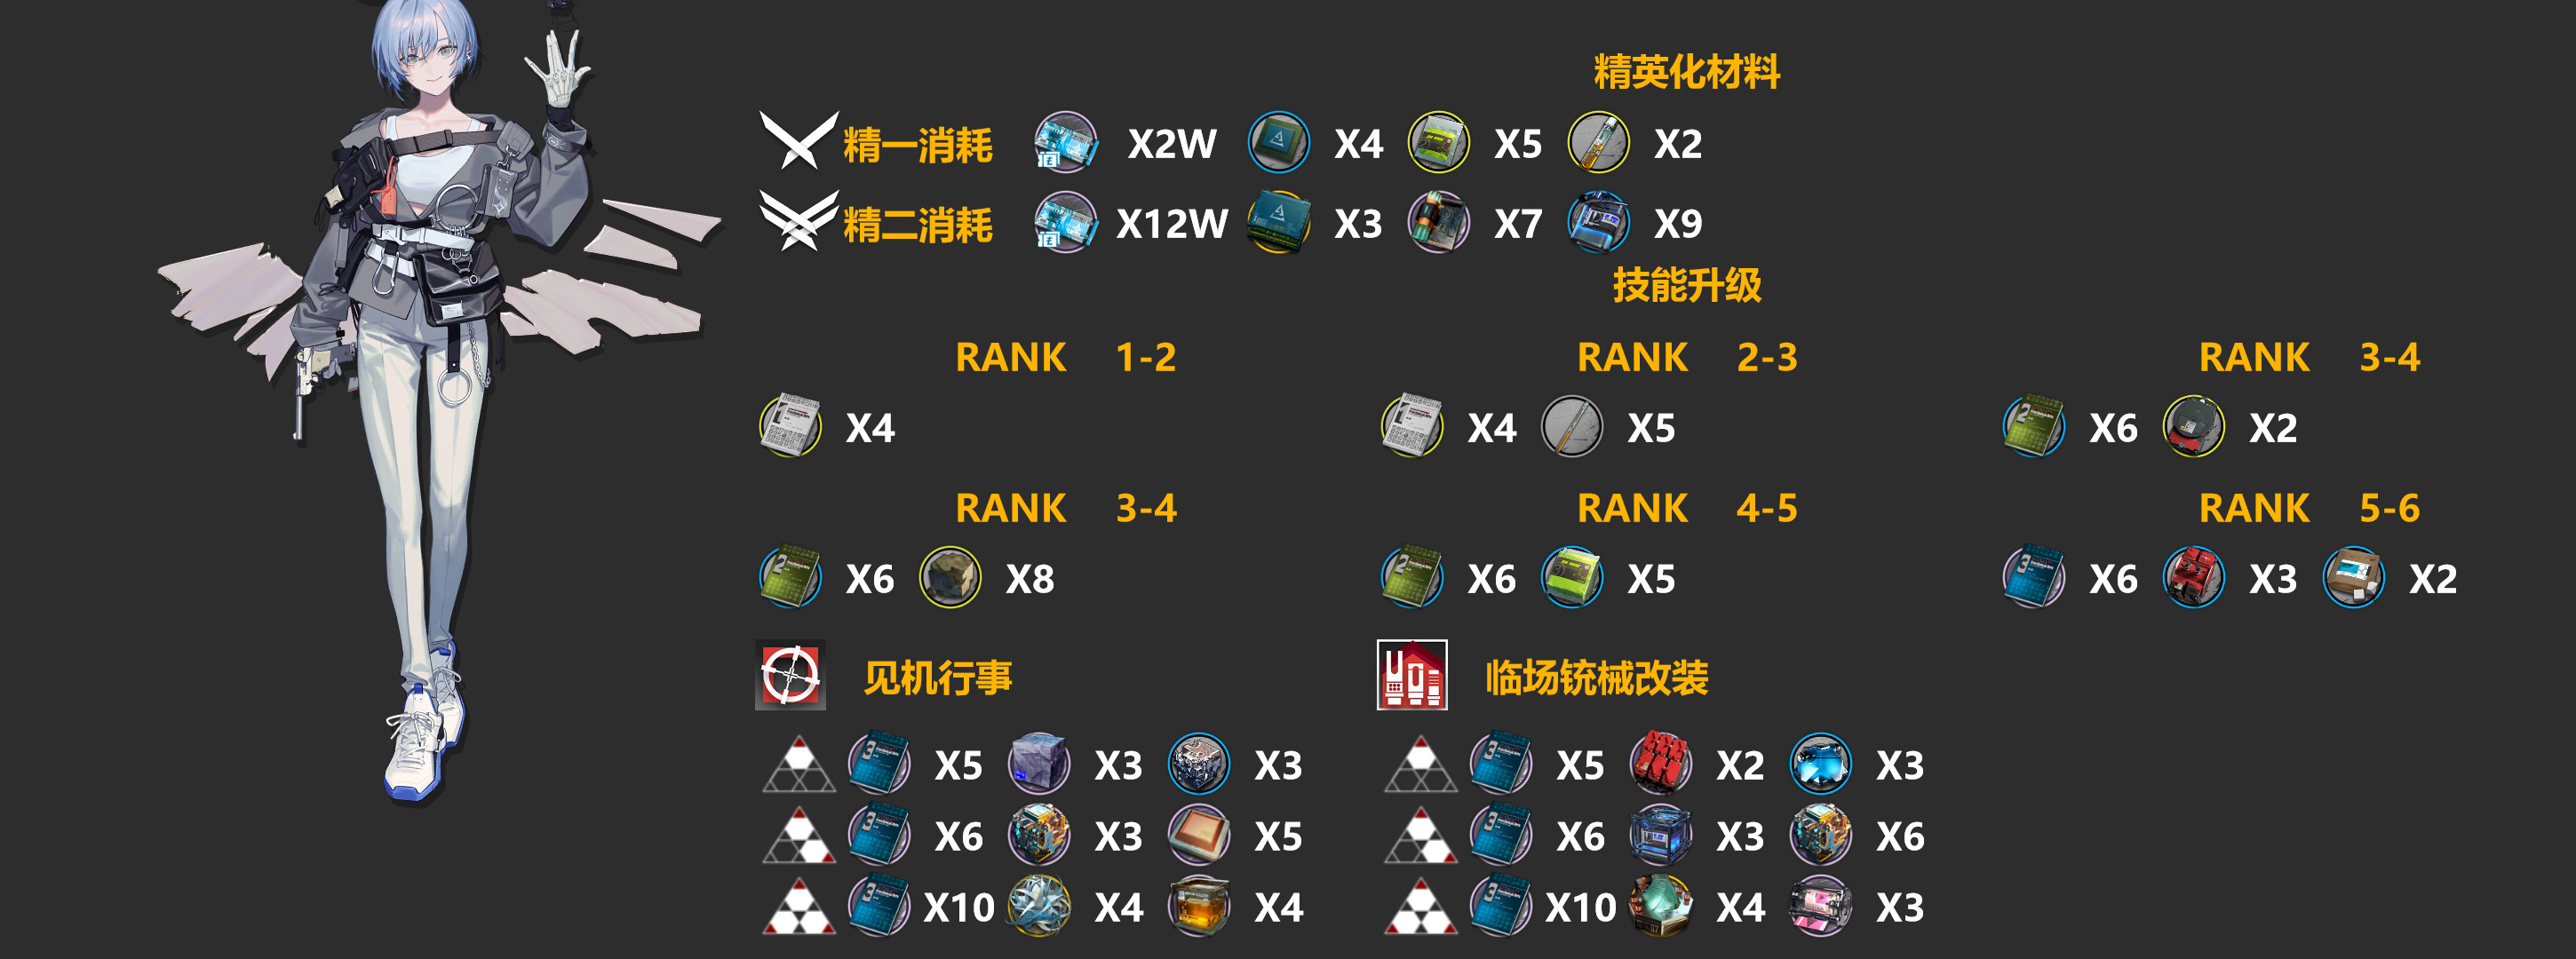 精英化材料
精一消耗 X2W X4 X5 X2
精二消耗 X12W X3 X7 X9
技能升级
RANK 1-2 RANK 2-3 RANK 3-4
X4 X4 X5 X6 X2
RANK 3-4 RANK 4-5 RANK 5-6
X6 X8 X6 X5 X6 X3 X2
见机行事 临场铳械改装
X5 X3 X3 X5 X2 X3
X6 X3 X5 X6 X3 X6
X10 X4 X4 X10 X4 X3